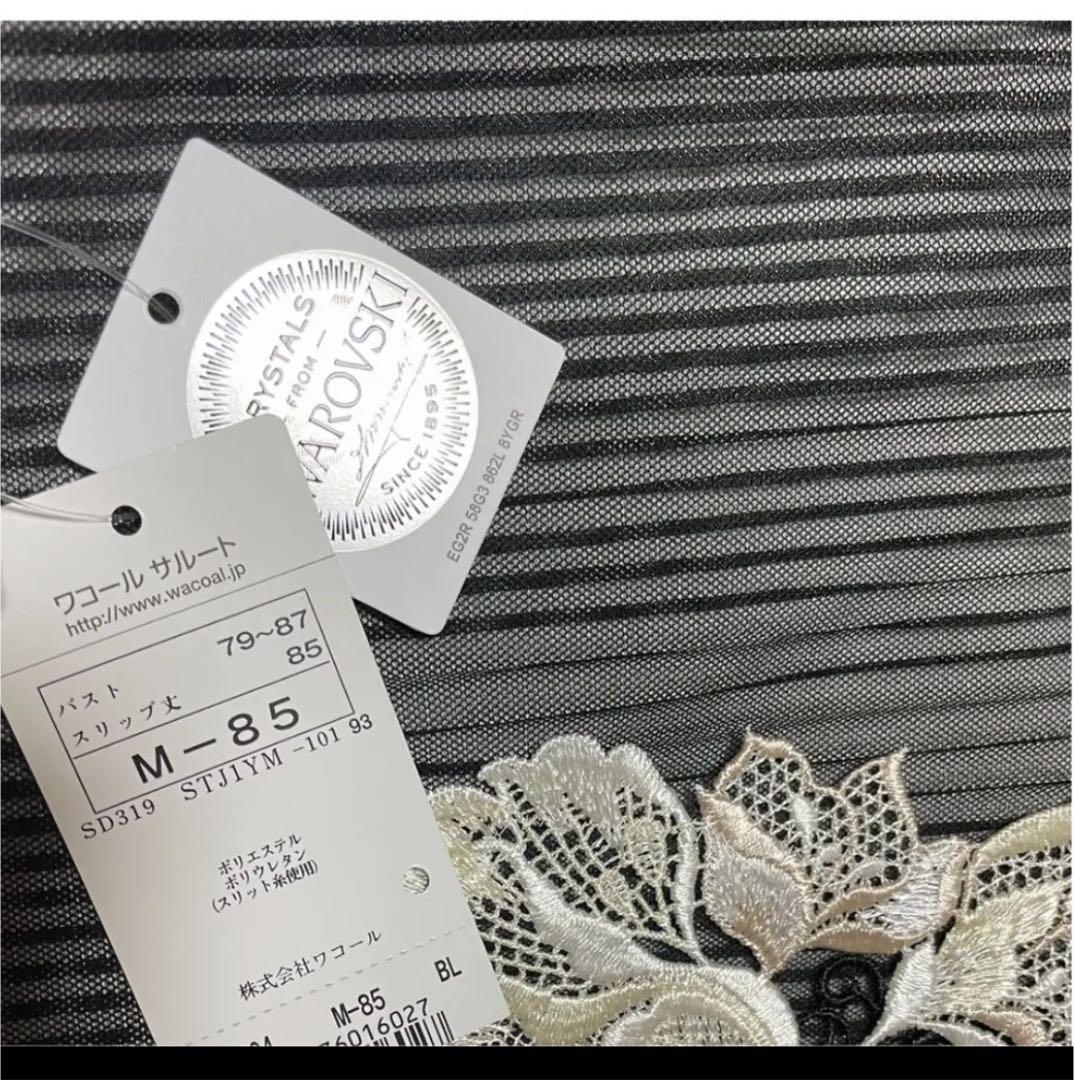 CRYSTALS
FROM
SWAROVSKI
SINCE 1895
EG2R 58G3 862L 8YGR
ワコール サルート
http://www.wacoal.jp
バスト 79~87
スリップ丈 85
M-85
SD319 STJ1YM -101 93
ポリエステル
ポリウレタン
(スリット糸使用)
株式会社ワコール
M-85 BL
6016027